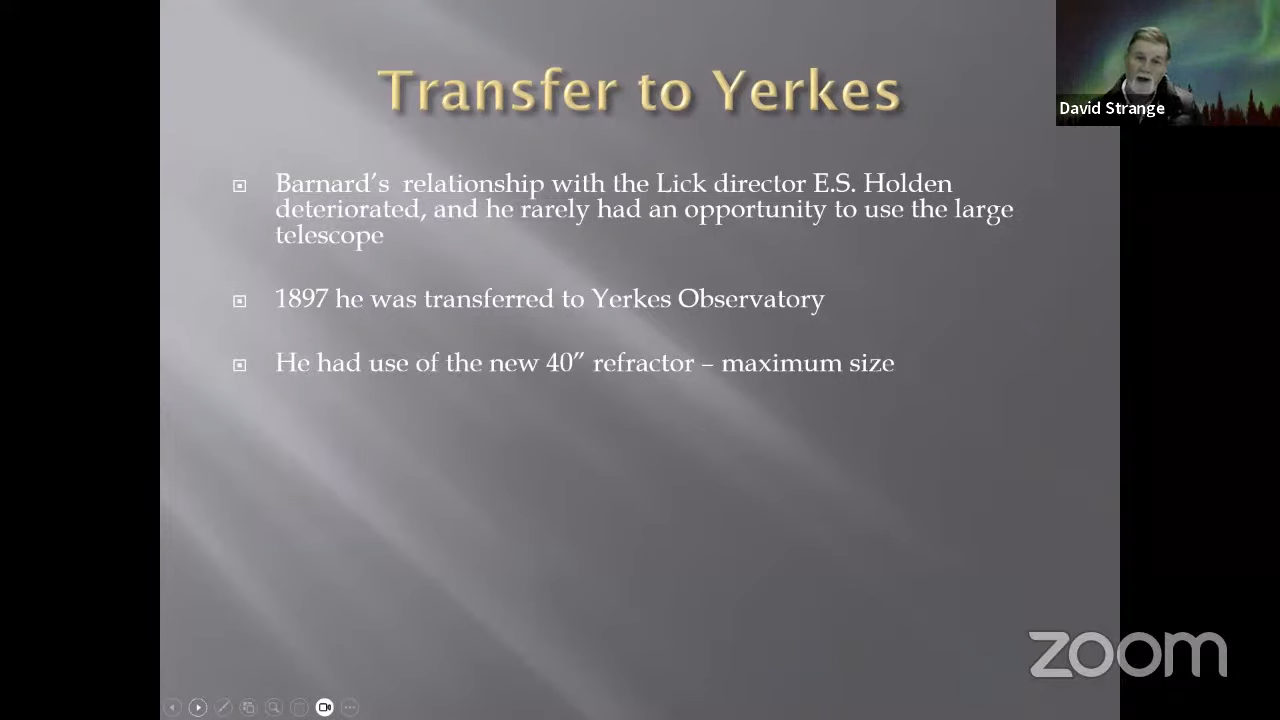 Transfer to Yerkes
David Strange
Barnard’s  relationship with the Lick director E.S. Holden
deteriorated, and he rarely had an opportunity to use the large
telescope
1897 he was transferred to Yerkes Observatory
He had use of the new 40” refractor – maximum size
zoom